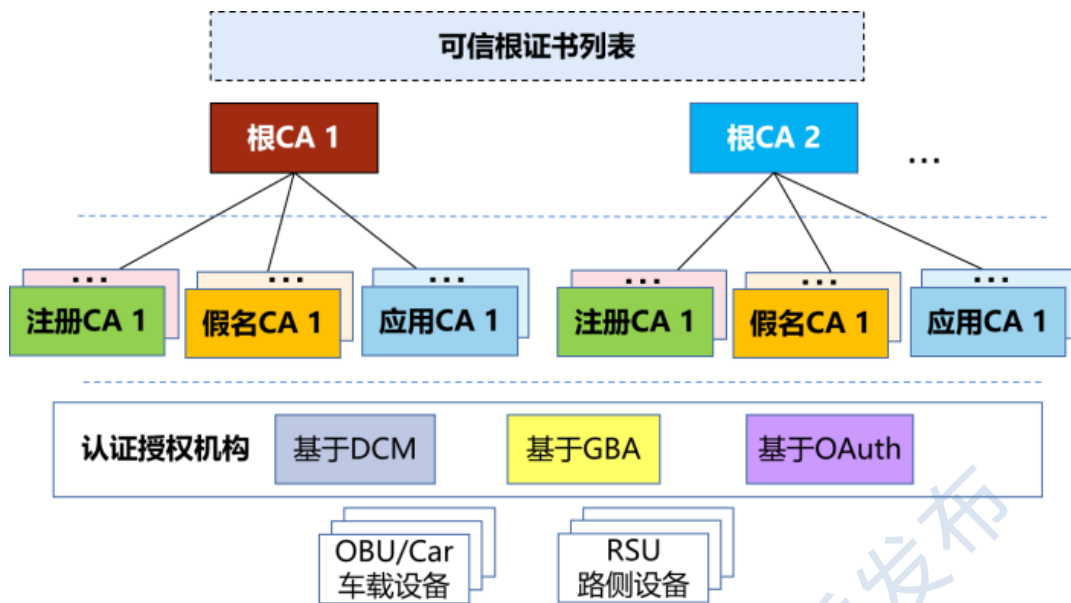 可信根证书列表
根CA 1
根CA 2
...
...
...
...
...
...
...
注册CA 1
假名CA 1
应用CA 1
注册CA 1
假名CA 1
应用CA 1
认证授权机构
基于DCM
基于GBA
基于OAuth
OBU/Car
车载设备
RSU
路侧设备
发布